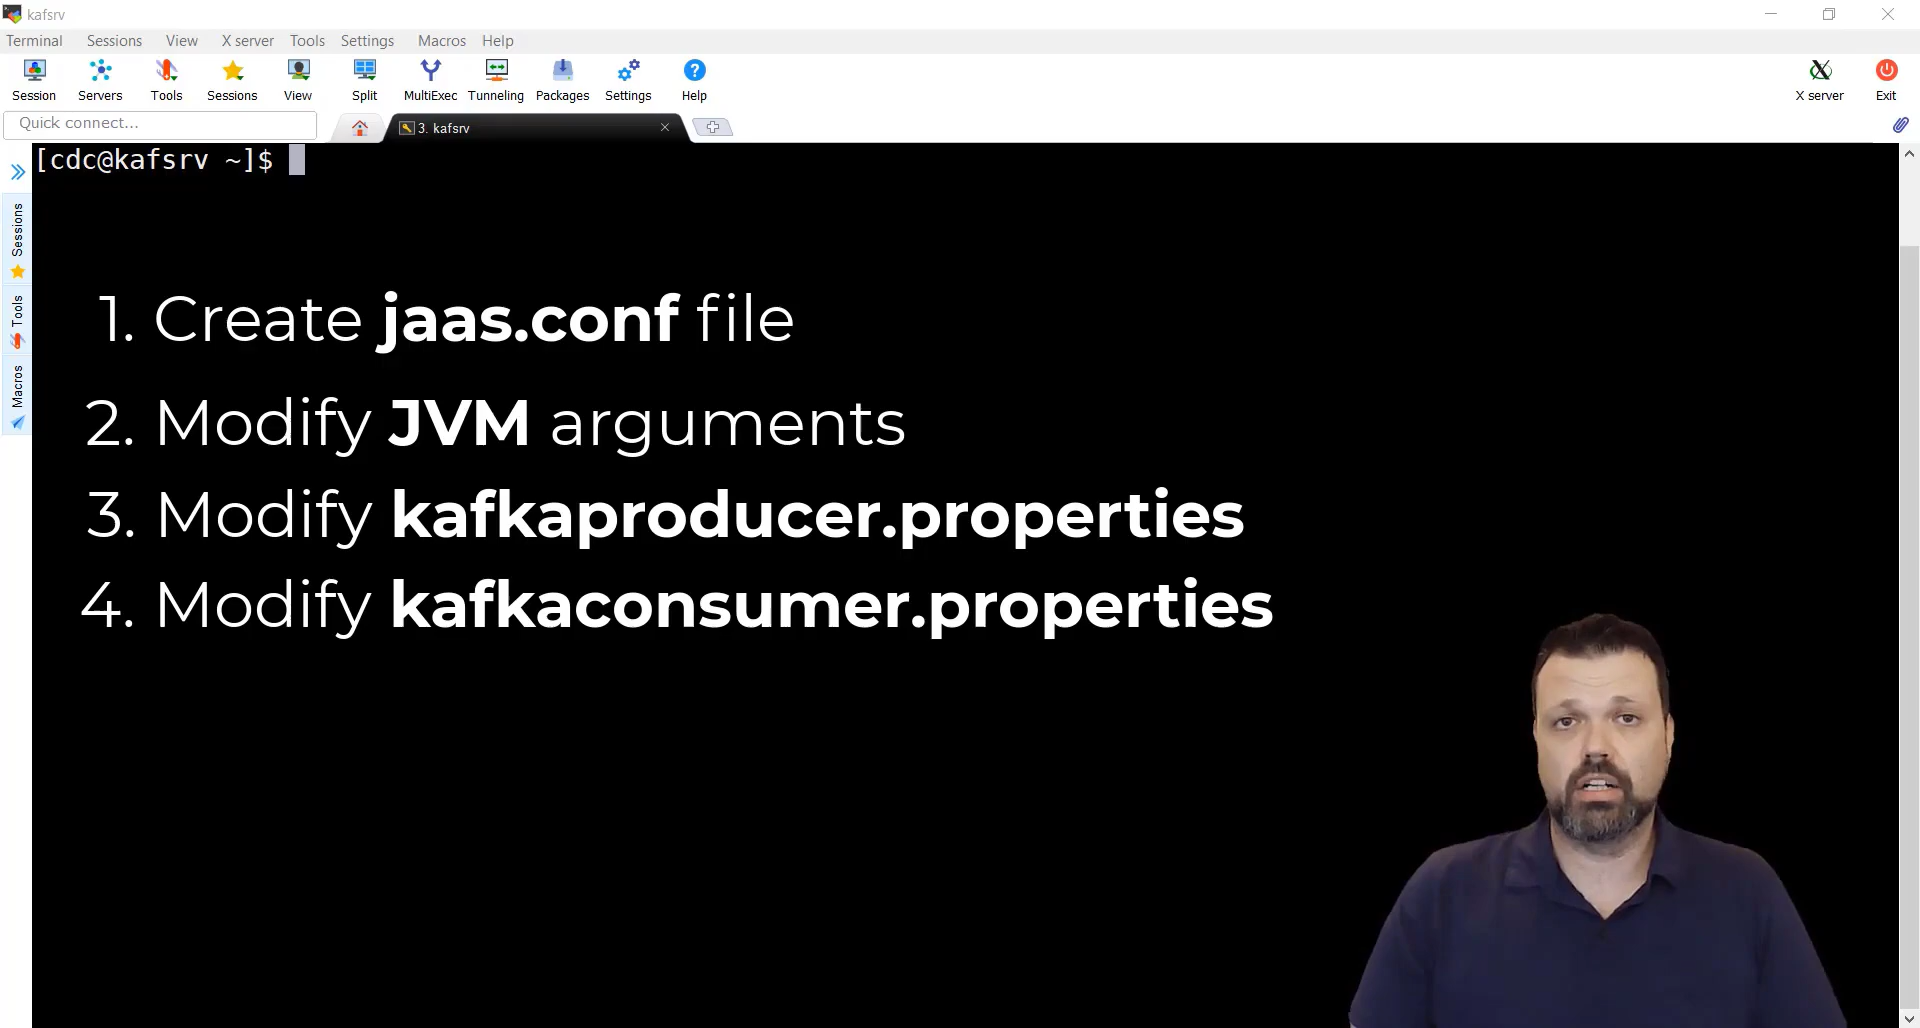 kafsrv
Terminal Sessions View X server Tools Settings Macros Help
Session Servers Tools Sessions View Split MultiExec Tunneling Packages Settings Help X server Exit
Quick connect...
3. kafsrv
[cdc@kafsrv ~]$
Sessions
Tools
Macros
1. Create jaas.conf file
2. Modify JVM arguments
3. Modify kafkaproducer.properties
4. Modify kafkaconsumer.properties